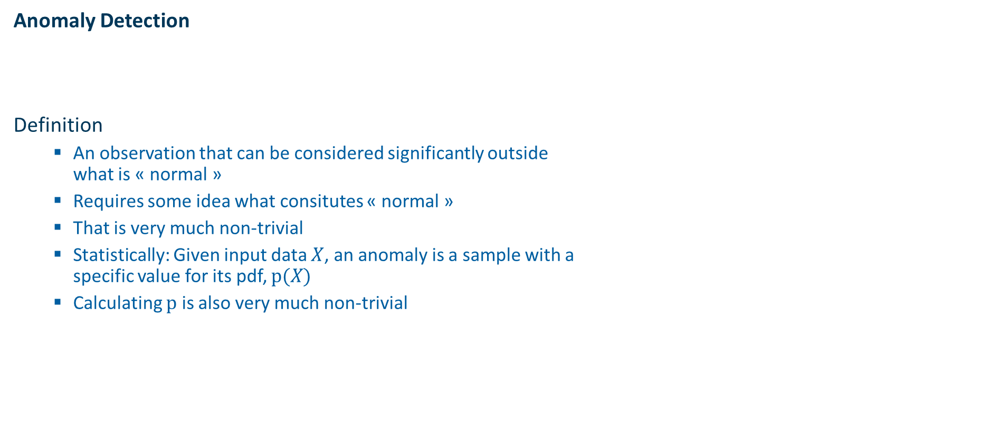 Anomaly Detection
Definition
▪ An observation that can be considered significantly outside
what is « normal »
▪ Requires some idea what consitutes « normal »
▪ That is very much non-trivial
▪ Statistically: Given input data X, an anomaly is a sample with a
specific value for its pdf, p(X)
▪ Calculating p is also very much non-trivial